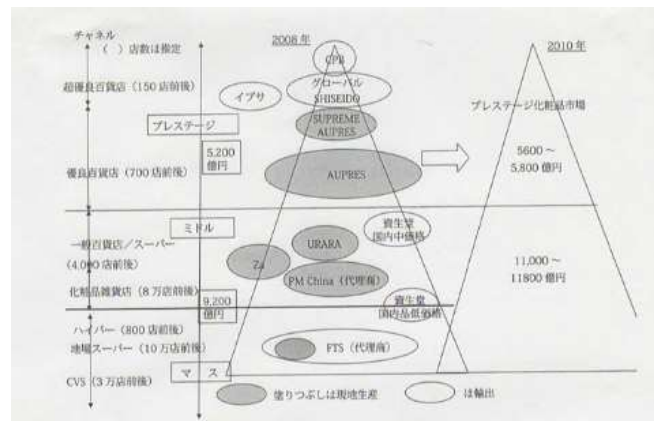 チャネル
（ ）店数は推定
2008年
2010年
CPB
超優良百貨店（150店前後）
イプサ
グローバル
SHISEIDO
プレステージ
SUPREME
AUPRES
プレステージ化粧品市場
5,200
億円
優良百貨店（700店前後）
AUPRES
5600～
5,800億円
ミドル
資生堂
国内中価格
一般百貨店／スーパー
（4,000店前後）
URARA
Za
PM China（代理商）
11,000～
11800億円
化粧品雑貨店（8万店前後）
9,200
億円
資生堂
国内品低価格
ハイパー（800店前後）
地場スーパー（10万店前後）
FTS（代理商）
マス
CVS（3万店前後）
塗りつぶしは現地生産
は輸出